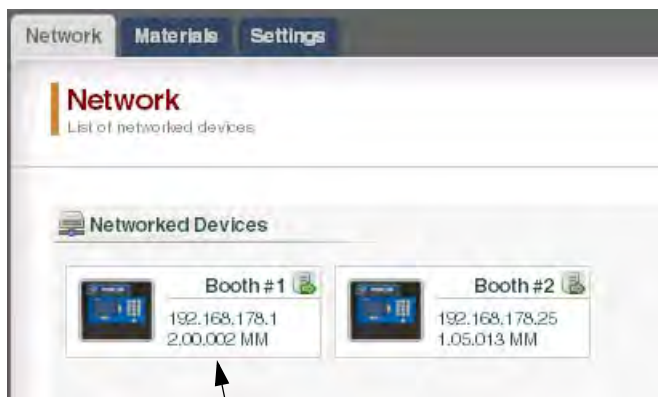 Network Materials Settings
Network
List of networked devices
Networked Devices
Booth #1
192.168.178.1
2.00.002 MM
Booth #2
192.168.178.25
1.05.013 MM